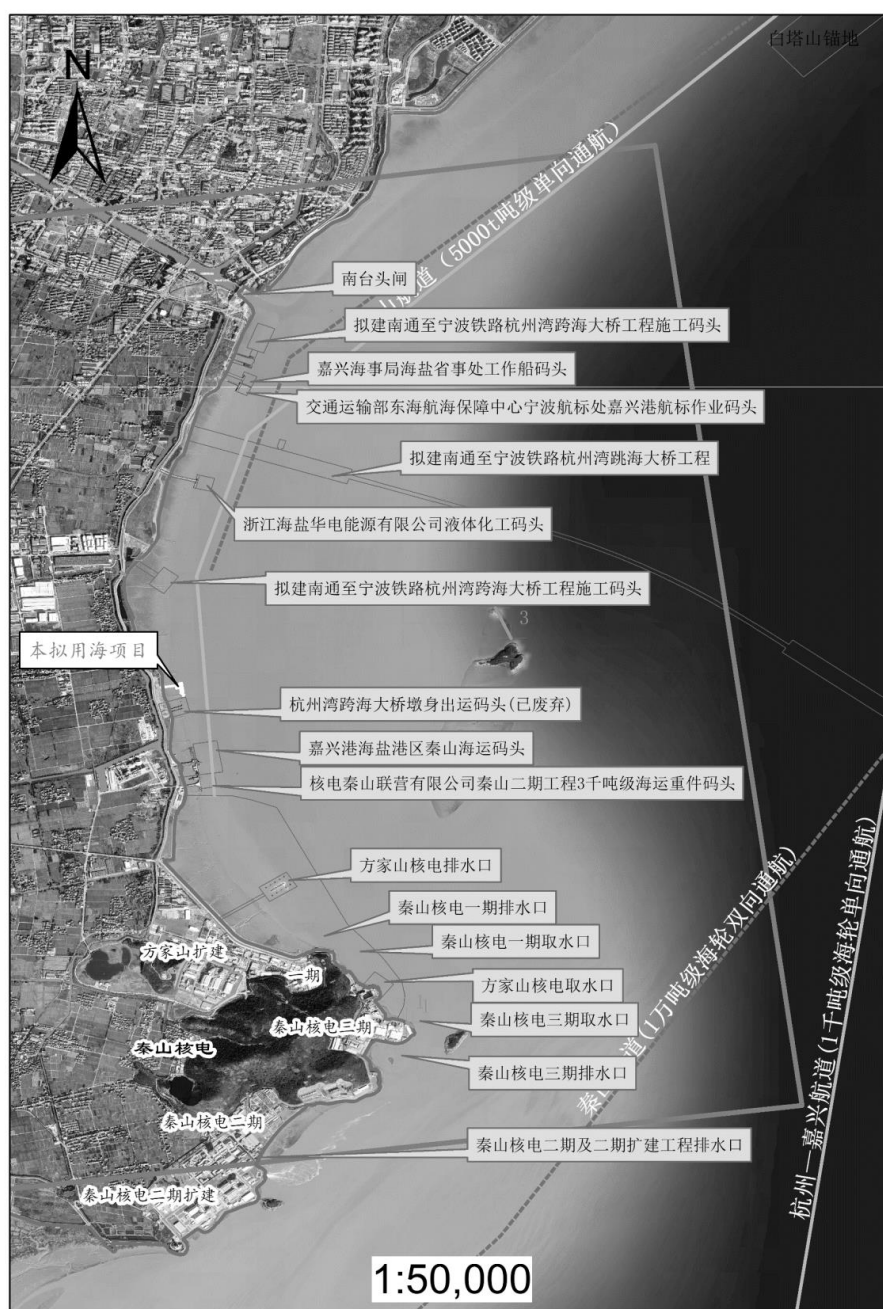 白塔山锚地
N
山航道（5000t吨级单向通航）
南台头闸
拟建南通至宁波铁路杭州湾跨海大桥工程施工码头
嘉兴海事局海盐省事处工作船码头
交通运输部东海航海保障中心宁波航标处嘉兴港航标作业码头
拟建南通至宁波铁路杭州湾跳海大桥工程
浙江海盐华电能源有限公司液体化工码头
拟建南通至宁波铁路杭州湾跨海大桥工程施工码头
3
本拟用海项目
杭州湾跨海大桥墩身出运码头(已废弃)
嘉兴港海盐港区秦山海运码头
核电秦山联营有限公司秦山二期工程3千吨级海运重件码头
方家山核电排水口
秦山核电一期排水口
秦山核电一期取水口
方家山扩建
一期
方家山核电取水口
秦山核电三期取水口
秦山核电三期
秦山核电
秦山核电三期排水口
秦山核电二期
秦山核电二期及二期扩建工程排水口
秦山核电二期扩建
道(1万吨级海轮双向通航)
杭州—嘉兴航道(1千吨级海轮单向通航)
1:50,000